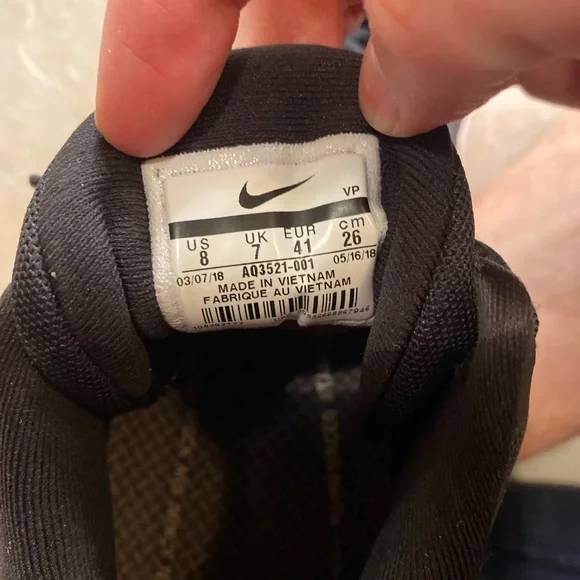 VP
US UK EUR cm
8 7 41 26
03/07/18 AQ3521-001 05/16/18
MADE IN VIETNAM
FABRIQUE AU VIETNAM